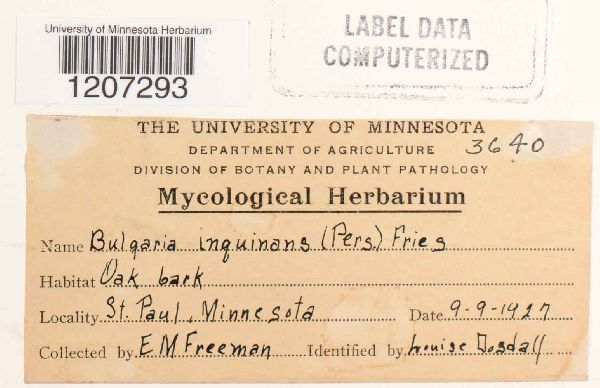 University of Minnesota Herbarium
1207293
LABEL DATA
COMPUTERIZED
THE UNIVERSITY OF MINNESOTA
3640
DEPARTMENT OF AGRICULTURE
DIVISION OF BOTANY AND PLANT PATHOLOGY
Mycological Herbarium
Name Bulgaria inquinans (Pers.) Fries
Habitat Oak bark
Locality St. Paul, Minnesota Date 9-9-1927
Collected by E M Freeman Identified by Louise Dosdall